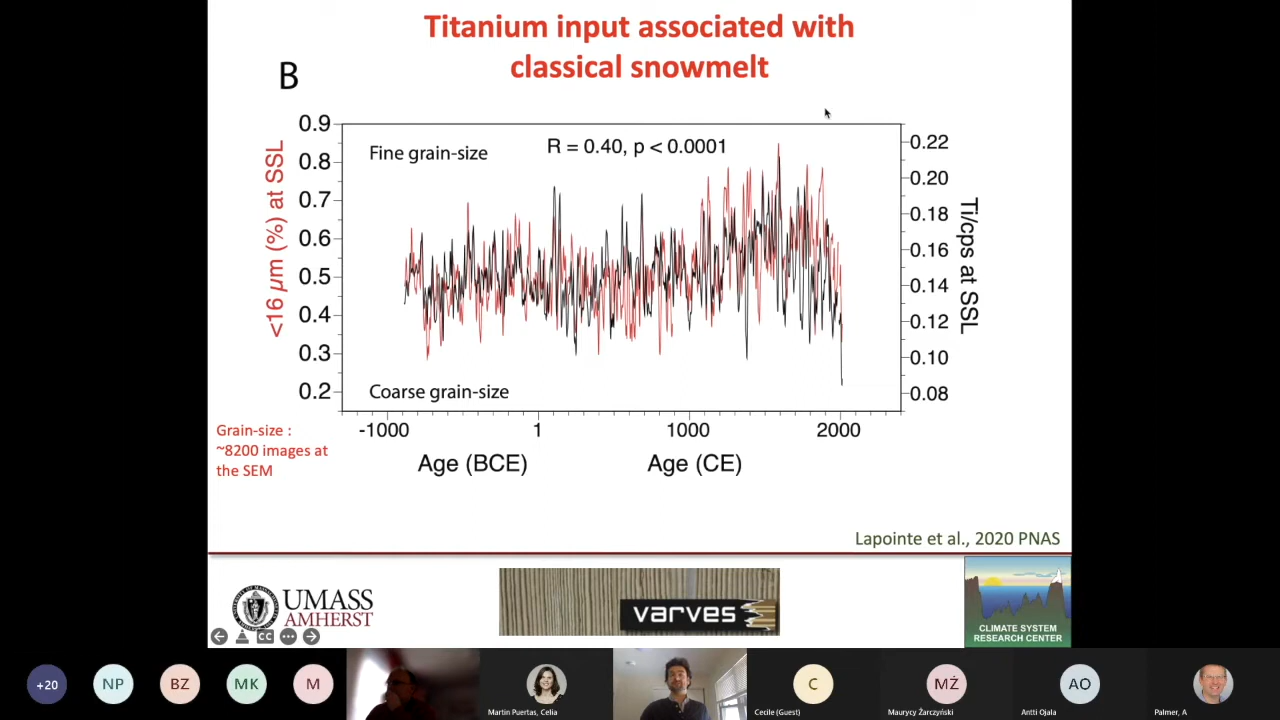 Titanium input associated with
classical snowmelt
B
0.9
0.8
0.7
0.6
0.5
0.4
0.3
0.2
<16 µm (%) at SSL
Fine grain-size
R = 0.40, p < 0.0001
Coarse grain-size
0.22
0.20
0.18
0.16
0.14
0.12
0.10
0.08
Ti/cps at SSL
-1000
1
1000
2000
Age (BCE)
Age (CE)
Grain-size :
~8200 images at
the SEM
Lapointe et al., 2020 PNAS
UMASS
AMHERST
varves
CLIMATE SYSTEM
RESEARCH CENTER
CC
+20
NP
BZ
MK
M
Martin Puertas, Celia
C
Cecile (Guest)
MŻ
Maurycy Żarczyński
AO
Antti Ojala
Palmer, A